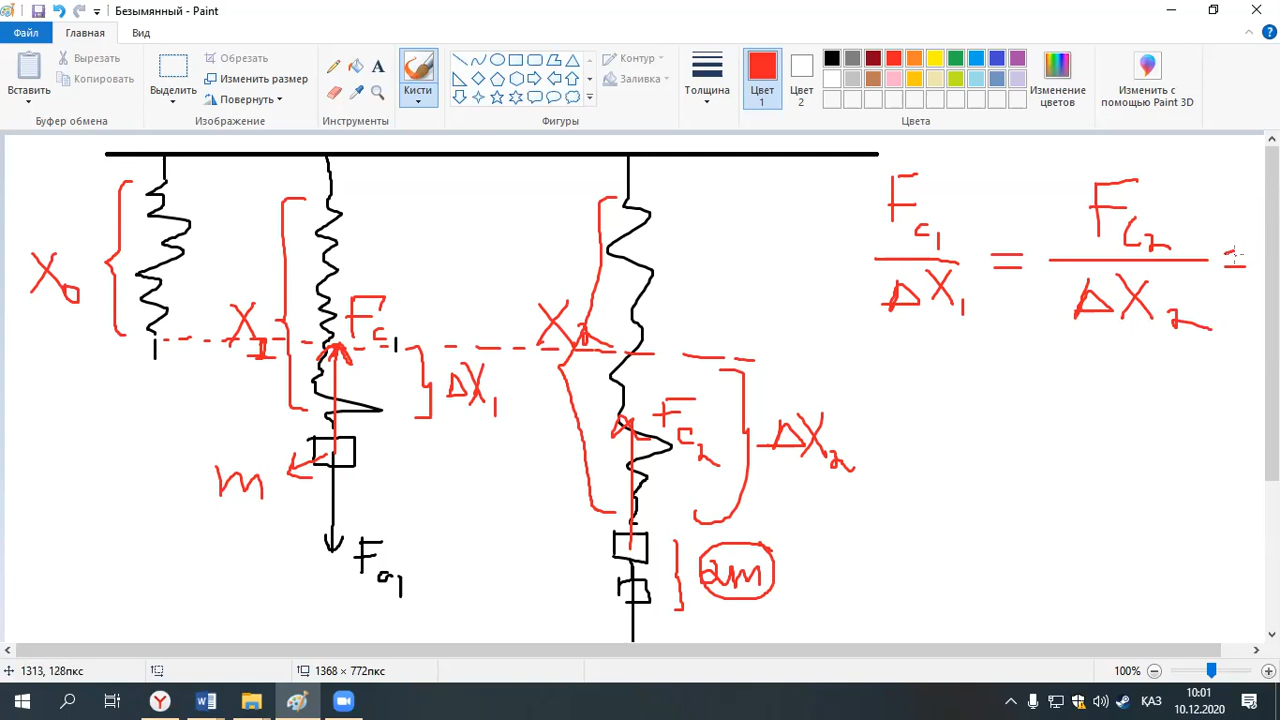 Безымянный - Paint
Файл
Главная
Вид
Вставить
Вырезать
Копировать
Буфер обмена
Выделить
Обрезать
Изменить размер
Повернуть
Изображение
Инструменты
Кисти
Контур
Заливка
Фигуры
Толщина
Цвет 1
Цвет 2
Изменение цветов
Цвета
Изменить с помощью Paint 3D
X0
X1
Fc1
ΔX1
m
X2
Fc2
ΔX2
2m
Fc1 / ΔX1 = Fc2 / ΔX2 =
1313, 128пкс
1368 × 772пкс
100%
ҚАЗ
10:01
10.12.2020